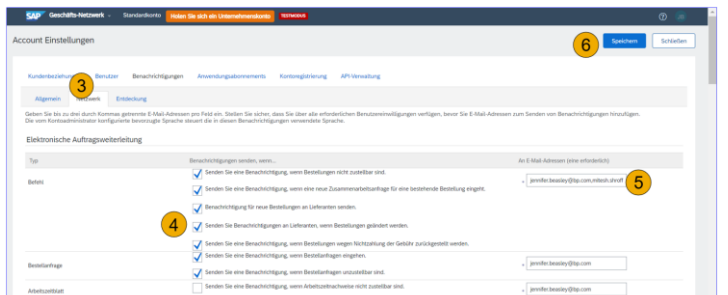 SAP Geschäfts-Netzwerk Standardkonto Holen Sie sich ein Unternehmenskonto TESTMODUS
Account Einstellungen
6 Speichern Schließen
Benutzer Benachrichtigungen Anwendungsabonnements Kontoregistrierung API-Verwaltung
3
Allgemein Netzwerk Entdeckung
Geben Sie bis zu drei durch Kommas getrennte E-Mail-Adressen pro Feld ein. Stellen Sie sicher, dass Sie über alle erforderlichen Benutzereinwilligungen verfügen, bevor Sie E-Mail-Adressen zum Senden von Benachrichtigungen hinzufügen.
Die vom Kontoadministrator konfigurierte bevorzugte Sprache steuert die in diesen Benachrichtigungen verwendete Sprache.
Elektronische Auftragsweiterleitung
Typ Benachrichtigungen senden, wenn... An E-Mail-Adressen (eine erforderlich)
Befehl Senden Sie eine Benachrichtigung, wenn Bestellungen nicht zustellbar sind. * jennifer.beasley@bp.com,mitesh.shroff 5
Senden Sie eine Benachrichtigung, wenn eine neue Zusammenarbeitsanfrage für eine bestehende Bestellung eingeht.
Benachrichtigung für neue Bestellungen an Lieferanten senden.
4 Senden Sie Benachrichtigungen an Lieferanten, wenn Bestellungen geändert werden.
Senden Sie eine Benachrichtigung, wenn Bestellungen wegen Nichtzahlung der Gebühr zurückgestellt werden.
Bestellanfrage Senden Sie eine Benachrichtigung, wenn Bestellanfragen eingehen. * jennifer.beasley@bp.com
Senden Sie eine Benachrichtigung, wenn Bestellanfragen unzustellbar sind.
Arbeitszeitblatt Senden Sie eine Benachrichtigung, wenn Arbeitszeitnachweise nicht zustellbar sind. * jennifer.beasley@bp.com